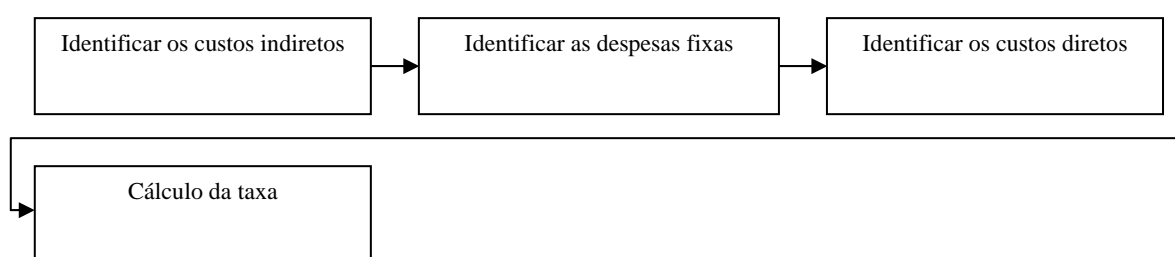 Identificar os custos indiretos
Identificar as despesas fixas
Identificar os custos diretos
Cálculo da taxa